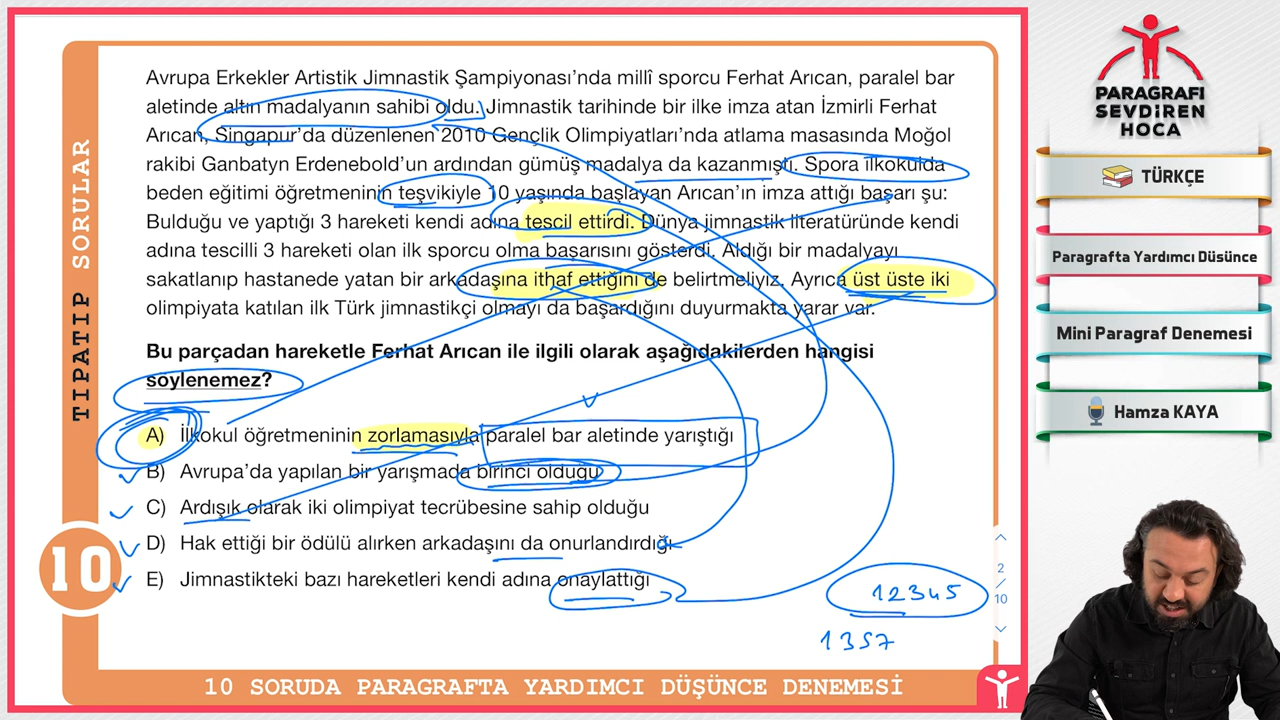 Avrupa Erkekler Artistik Jimnastik Şampiyonası’nda millî sporcu Ferhat Arıcan, paralel bar
aletinde altın madalyanın sahibi oldu. Jimnastik tarihinde bir ilke imza atan İzmirli Ferhat
Arıcan, Singapur’da düzenlenen 2010 Gençlik Olimpiyatları’nda atlama masasında Moğol
rakibi Ganbatyn Erdenebold’un ardından gümüş madalya da kazanmıştı. Spora ilkokulda
beden eğitimi öğretmeninin teşvikiyle 10 yaşında başlayan Arıcan’ın imza attığı başarı şu:
Bulduğu ve yaptığı 3 hareketi kendi adına tescil ettirdi. Dünya jimnastik literatüründe kendi
adına tescilli 3 hareketi olan ilk sporcu olma başarısını gösterdi. Aldığı bir madalyayı
sakatlanıp hastanede yatan bir arkadaşına ithaf ettiğini de belirtmeliyiz. Ayrıca üst üste iki
olimpiyata katılan ilk Türk jimnastikçi olmayı da başardığını duyurmakta yarar var.
Bu parçadan hareketle Ferhat Arıcan ile ilgili olarak aşağıdakilerden hangisi
söylenemez?
A) İlkokul öğretmeninin zorlamasıyla paralel bar aletinde yarıştığı
B) Avrupa’da yapılan bir yarışmada birinci olduğu
C) Ardışık olarak iki olimpiyat tecrübesine sahip olduğu
D) Hak ettiği bir ödülü alırken arkadaşını da onurlandırdığı
E) Jimnastikteki bazı hareketleri kendi adına onaylattığı
12345
1357
TIPATIP SORULAR
10
10 SORUDA PARAGRAFTA YARDIMCI DÜŞÜNCE DENEMESİ
2
/
10
PARAGRAFI
SEVDİREN
HOCA
TÜRKÇE
Paragrafta Yardımcı Düşünce
Mini Paragraf Denemesi
Hamza KAYA